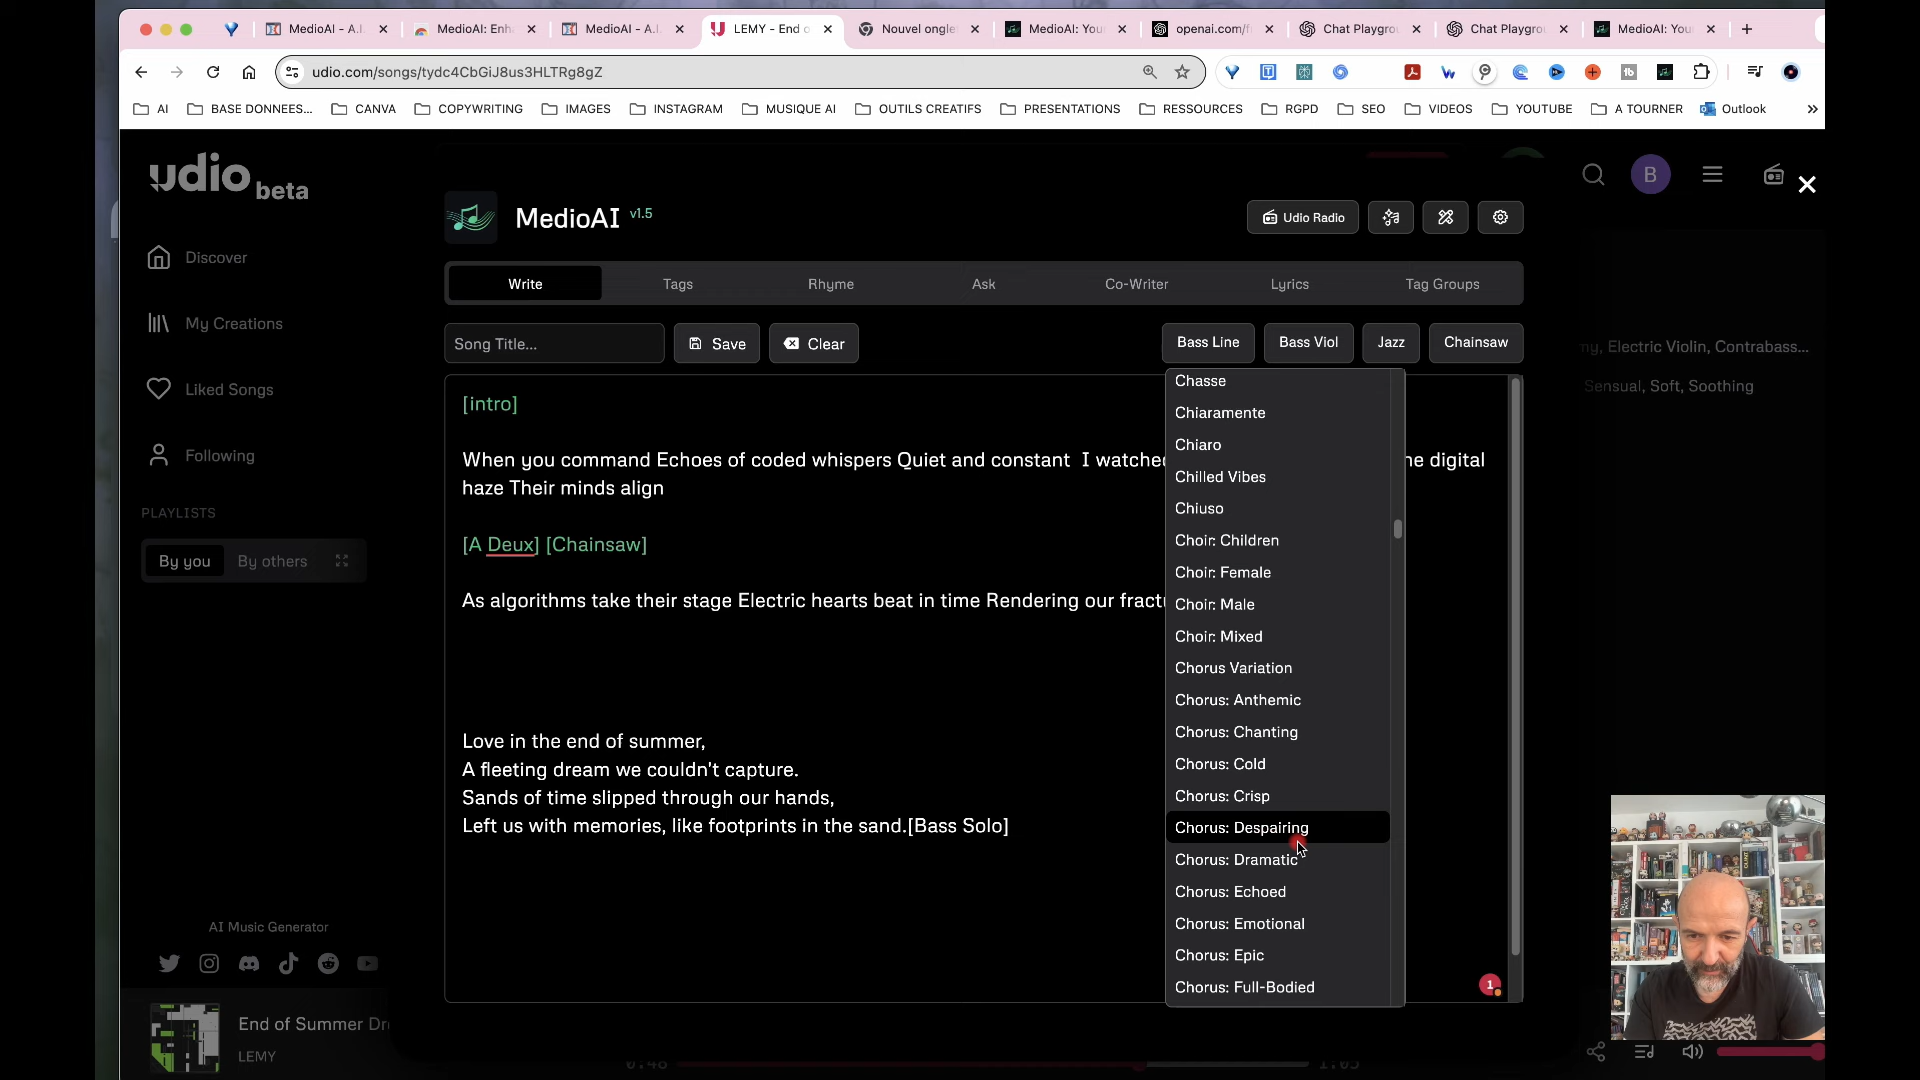 MedioAI - A.I.
MedioAI: Enh
MedioAI - A.I.
LEMY - End o
Nouvel ongle
MedioAI: You
openai.com/f
Chat Playgro
Chat Playgro
MedioAI: You
udio.com/songs/tydc4CbGiJ8us3HLTRg8gZ
AI
BASE DONNEES...
CANVA
COPYWRITING
IMAGES
INSTAGRAM
MUSIQUE AI
OUTILS CREATIFS
PRESENTATIONS
RESSOURCES
RGPD
SEO
VIDEOS
YOUTUBE
A TOURNER
Outlook
udio beta
B
Discover
My Creations
Liked Songs
Following
PLAYLISTS
By you
By others
AI Music Generator
End of Summer Dr
LEMY
MedioAI v1.5
Udio Radio
Write
Tags
Rhyme
Ask
Co-Writer
Lyrics
Tag Groups
Song Title...
Save
Clear
Bass Line
Bass Viol
Jazz
Chainsaw
my, Electric Violin, Contrabass...
Sensual, Soft, Soothing
[intro]
When you command Echoes of coded whispers Quiet and constant I watched he digital
haze Their minds align
[A Deux] [Chainsaw]
As algorithms take their stage Electric hearts beat in time Rendering our fractu
Love in the end of summer,
A fleeting dream we couldn't capture.
Sands of time slipped through our hands,
Left us with memories, like footprints in the sand.[Bass Solo]
Chasse
Chiaramente
Chiaro
Chilled Vibes
Chiuso
Choir: Children
Choir: Female
Choir: Male
Choir: Mixed
Chorus Variation
Chorus: Anthemic
Chorus: Chanting
Chorus: Cold
Chorus: Crisp
Chorus: Despairing
Chorus: Dramatic
Chorus: Echoed
Chorus: Emotional
Chorus: Epic
Chorus: Full-Bodied
1
0:48
1:05